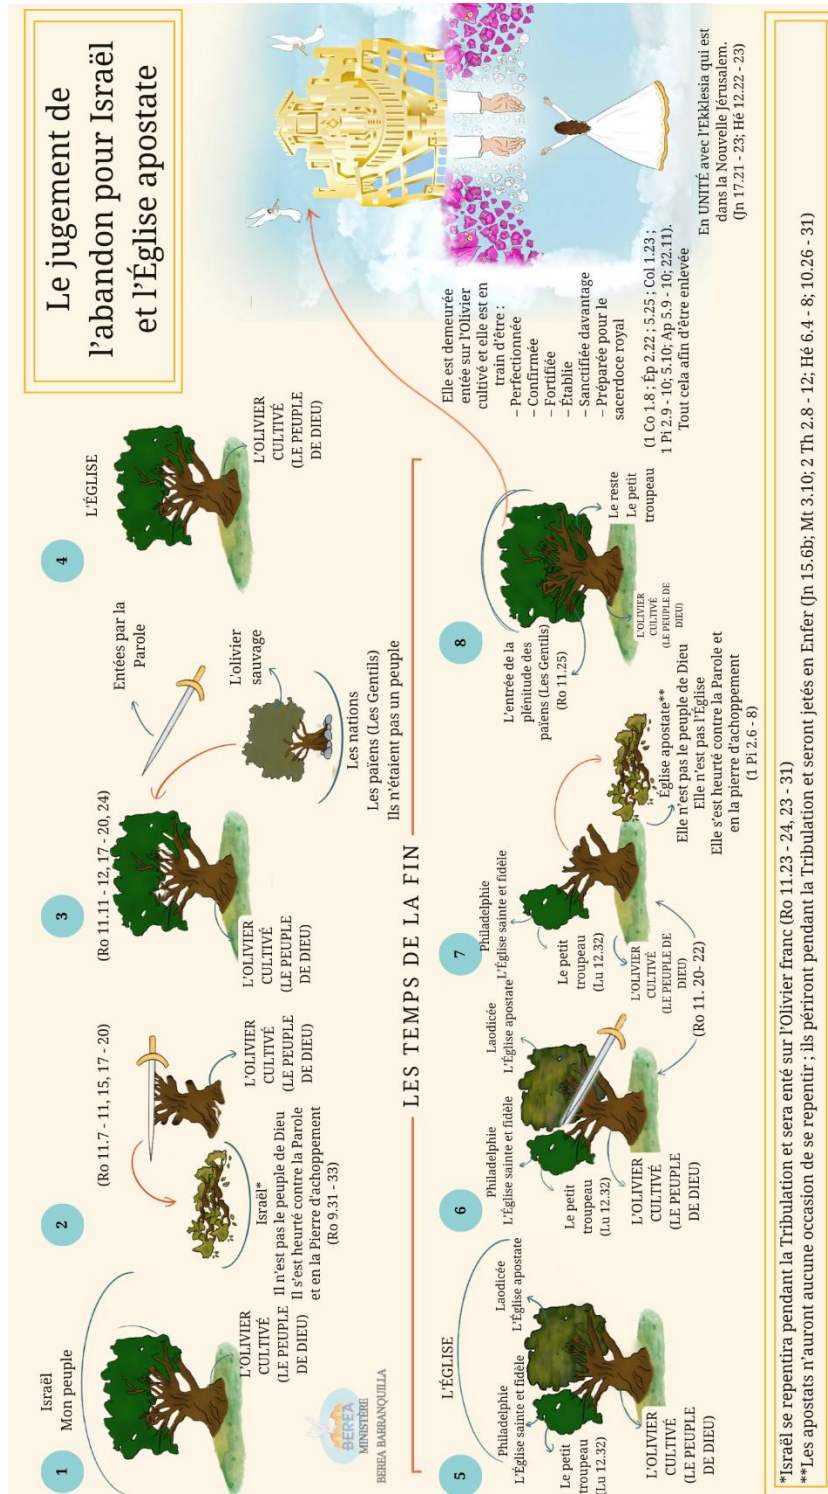 Le jugement de
l'abandon pour Israël
et l'Église apostate
1
Israël
Mon peuple
L'OLIVIER
CULTIVÉ
(LE PEUPLE
DE DIEU)
BEREA
MINISTÈRE
BEREA BARRANQUILLA
2
(Ro 11.7 - 11, 15, 17 - 20)
Israël*
Il n'est pas le peuple de Dieu
Il s'est heurté contre la Parole
et en la Pierre d'achoppement
(Ro 9.31 - 33)
L'OLIVIER
CULTIVÉ
(LE PEUPLE
DE DIEU)
3
(Ro 11.11 - 12, 17 - 20, 24)
L'OLIVIER
CULTIVÉ
(LE PEUPLE
DE DIEU)
Entées par la
Parole
L'olivier
sauvage
Les nations
Les païens (Les Gentils)
Ils n'étaient pas un peuple
4
L'ÉGLISE
L'OLIVIER
CULTIVÉ
(LE PEUPLE
DE DIEU)
LES TEMPS DE LA FIN
5
L'ÉGLISE
Philadelphie
L'Église sainte et fidèle
Laodicée
L'Église apostate
Le petit
troupeau
(Lu 12.32)
L'OLIVIER
CULTIVÉ
(LE PEUPLE
DE DIEU)
6
Philadelphie
L'Église sainte et fidèle
Laodicée
L'Église apostate
Le petit
troupeau
(Lu 12.32)
L'OLIVIER
CULTIVÉ
(LE PEUPLE
DE DIEU)
(Ro 11. 20- 22)
7
Philadelphie
L'Église sainte et fidèle
Le petit
troupeau
(Lu 12.32)
L'OLIVIER
CULTIVÉ
(LE PEUPLE DE
DIEU)
Église apostate**
Elle n'est pas le peuple de Dieu
Elle n'est pas l'Église
Elle s'est heurté contre la Parole et
en la pierre d'achoppement
(1 Pi 2.6 - 8)
8
L'entrée de la
plénitude des
païens (Les Gentils)
(Ro 11.25)
L'OLIVIER
CULTIVÉ
(LE PEUPLE DE
DIEU)
Le reste
Le petit
troupeau
Elle est demeurée
entée sur l'Olivier
cultivé et elle est en
train d'être :
– Perfectionnée
– Confirmée
– Fortifiée
– Établie
– Sanctifiée davantage
– Préparée pour le
sacerdoce royal
(1 Co 1.8 ; Ép 2.22 ; 5.25 ; Col 1.23 ;
1 Pi 2.9 - 10; 5.10; Ap 5.9 - 10; 22.11).
Tout cela afin d'être enlevée
En UNITÉ avec l'Ekklesia qui est
dans la Nouvelle Jérusalem.
(Jn 17.21 - 23; Hé 12.22 - 23)
*Israël se repentira pendant la Tribulation et sera enté sur l'Olivier franc (Ro 11.23 - 24, 23 - 31)
**Les apostats n'auront aucune occasion de se repentir ; ils périront pendant la Tribulation et seront jetés en Enfer (Jn 15.6b; Mt 3.10; 2 Th 2.8 - 12; Hé 6.4 - 8; 10.26 - 31)